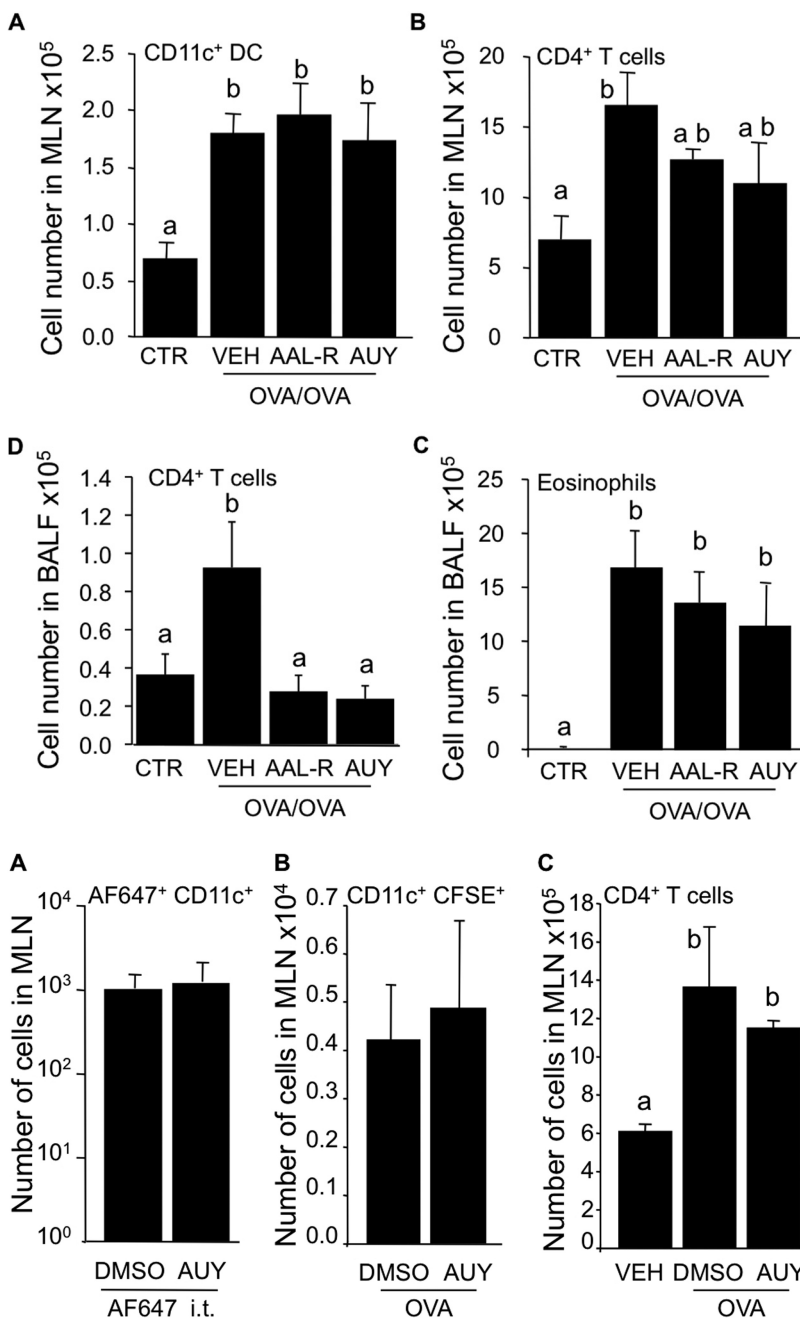 A
CD11c⁺ DC
Cell number in MLN x10⁵
2.5
2.0
1.5
1.0
0.5
0.0
a
b
b
b
CTR VEH AAL-R AUY
OVA/OVA
B
CD4⁺ T cells
Cell number in MLN x10⁵
20
15
10
5
0
a
b
a b
a b
CTR VEH AAL-R AUY
OVA/OVA
D
CD4⁺ T cells
Cell number in BALF x10⁵
1.4
1.2
1.0
0.8
0.6
0.4
0.2
0.0
a
b
a
a
CTR VEH AAL-R AUY
OVA/OVA
C
Eosinophils
Cell number in BALF x10⁵
25
20
15
10
5
0
a
b
b
b
CTR VEH AAL-R AUY
OVA/OVA
A
AF647⁺ CD11c⁺
Number of cells in MLN
10⁴
10³
10²
10¹
10⁰
DMSO AUY
AF647 i.t.
B
CD11c⁺ CFSE⁺
Number of cells in MLN x10⁴
0.7
0.6
0.5
0.4
0.3
0.2
0.1
0.0
DMSO AUY
OVA
C
CD4⁺ T cells
Number of cells in MLN x10⁵
18
16
14
12
10
8
6
4
2
0
a
b
b
VEH DMSO AUY
OVA